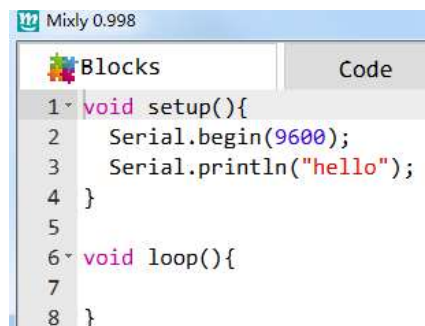 Mixly 0.998
Blocks Code
1 void setup(){
2   Serial.begin(9600);
3   Serial.println("hello");
4 }
5
6 void loop(){
7
8 }